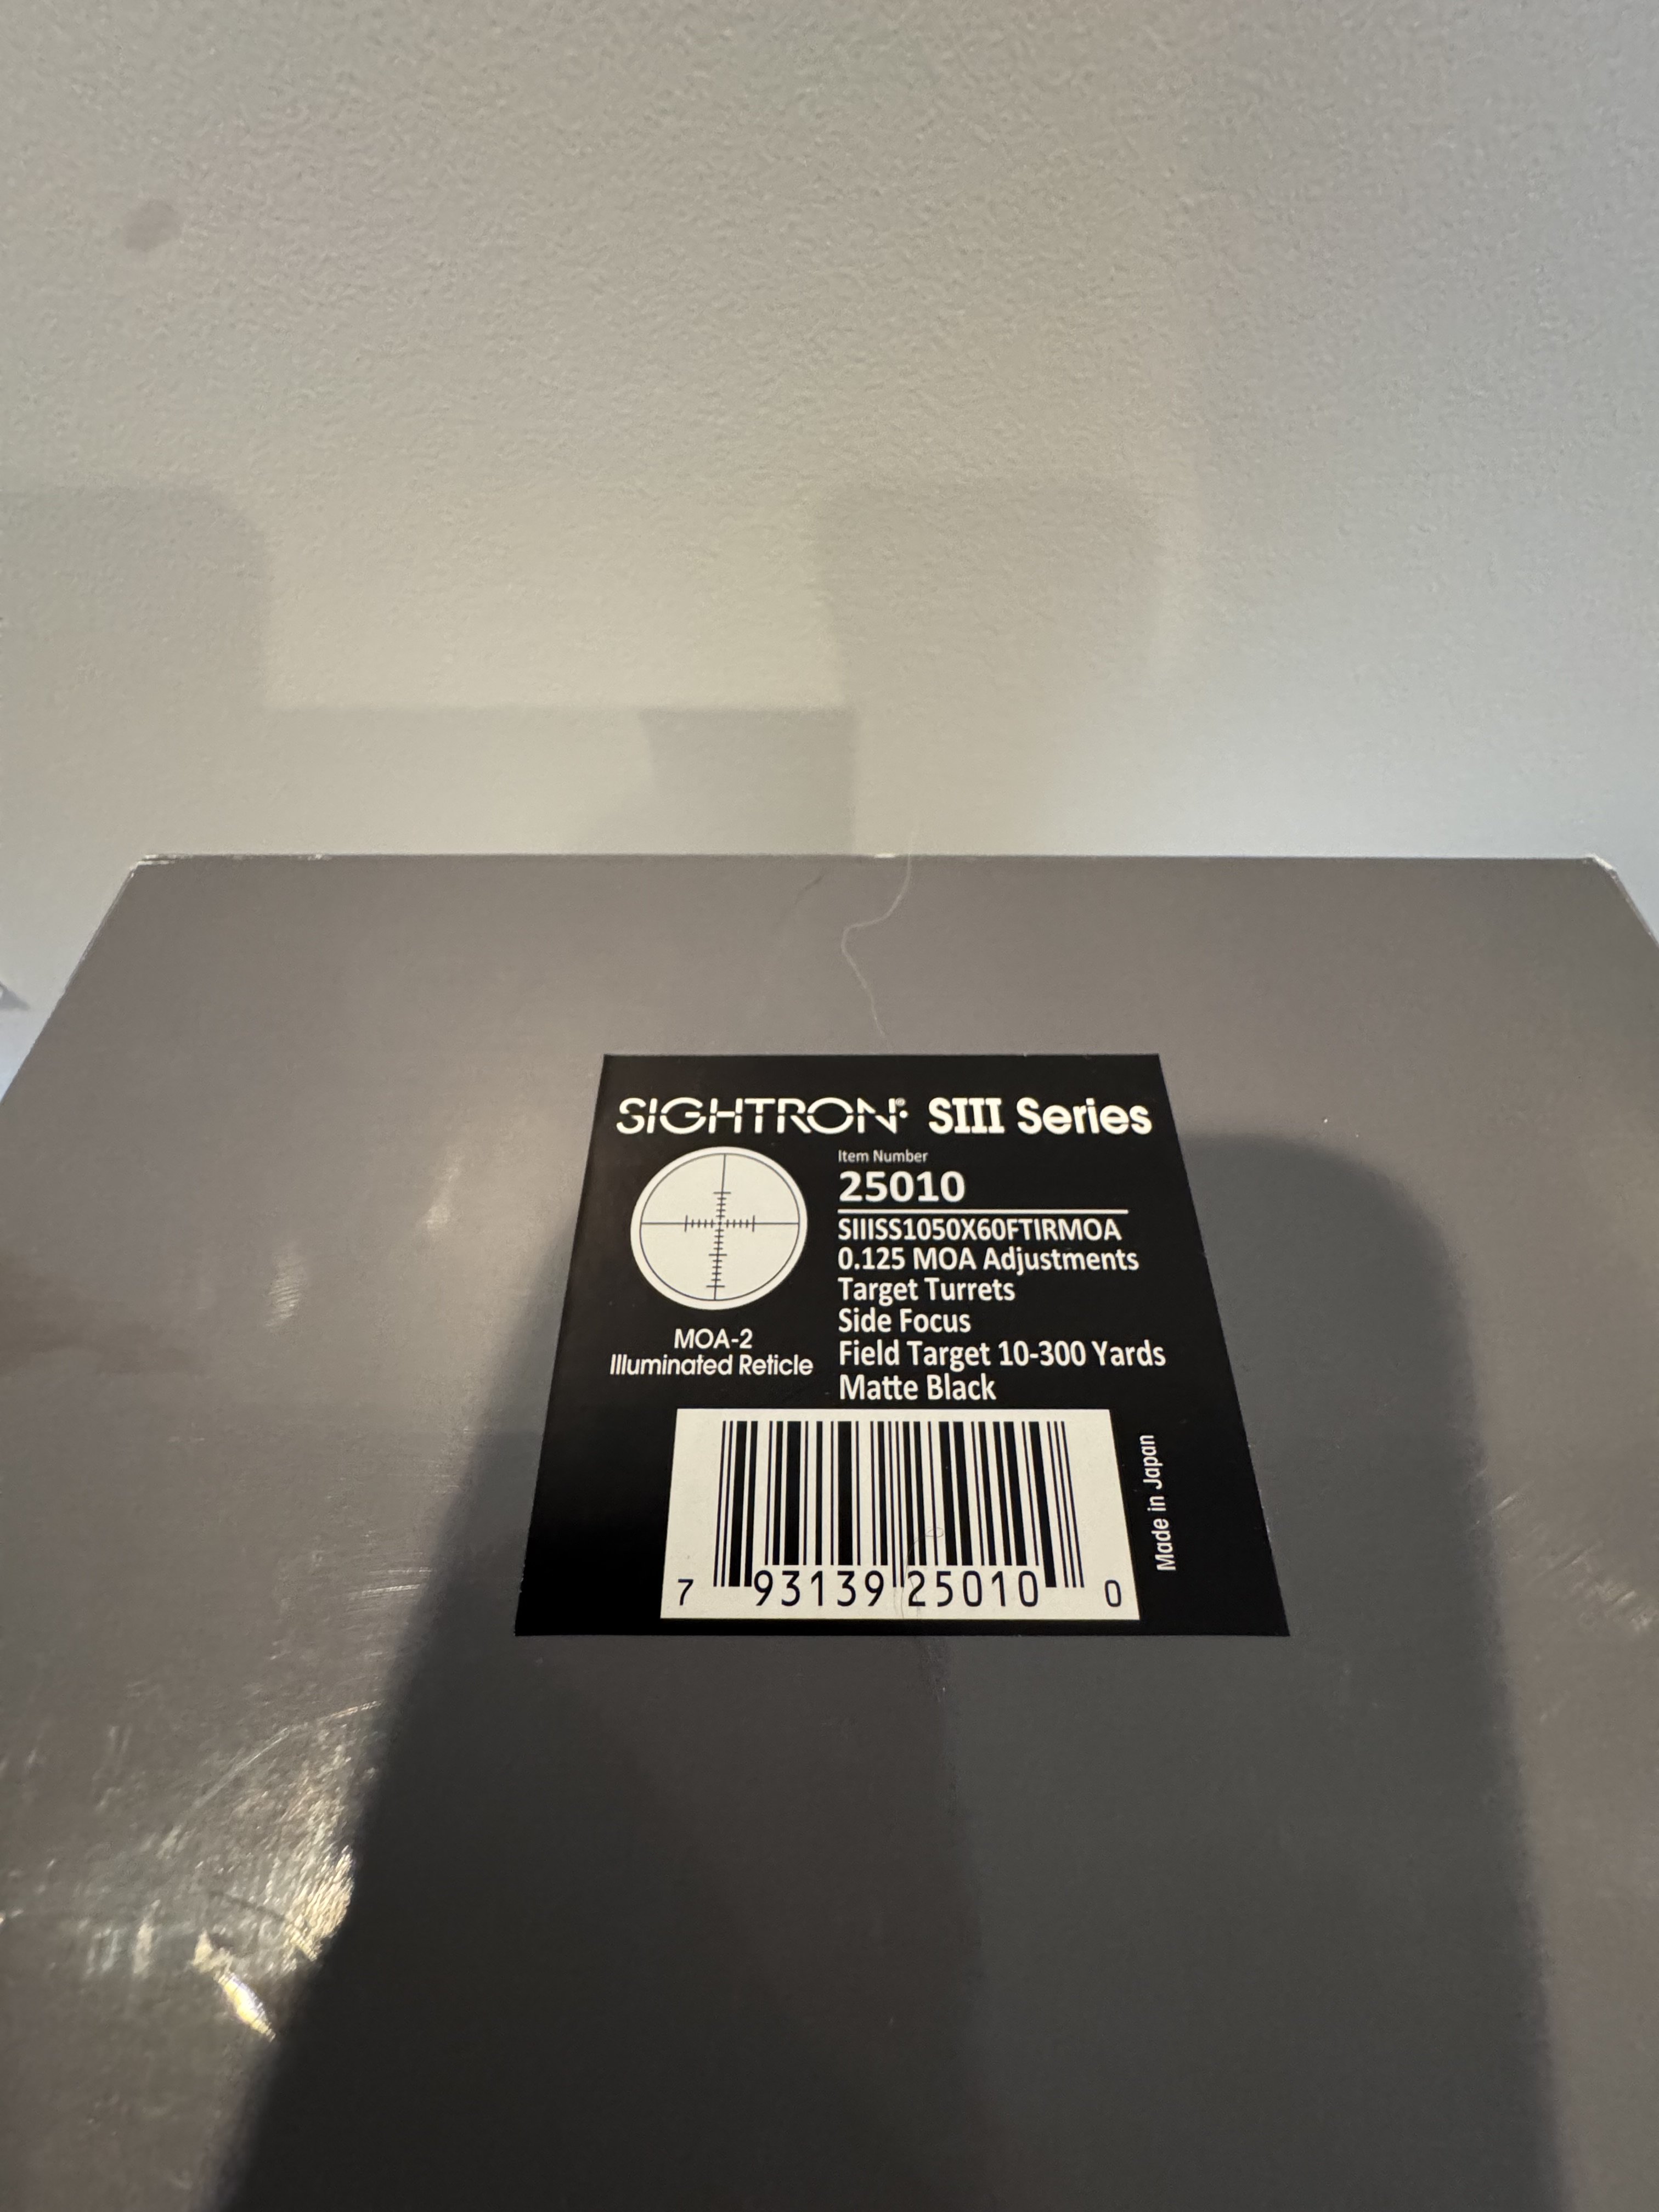 SIGHTRON® SIII Series
Item Number
25010
SIIISS1050X60FTIRMOA
0.125 MOA Adjustments
Target Turrets
Side Focus
Field Target 10-300 Yards
Matte Black
MOA-2
Illuminated Reticle
7 93139 25010 0
Made in Japan